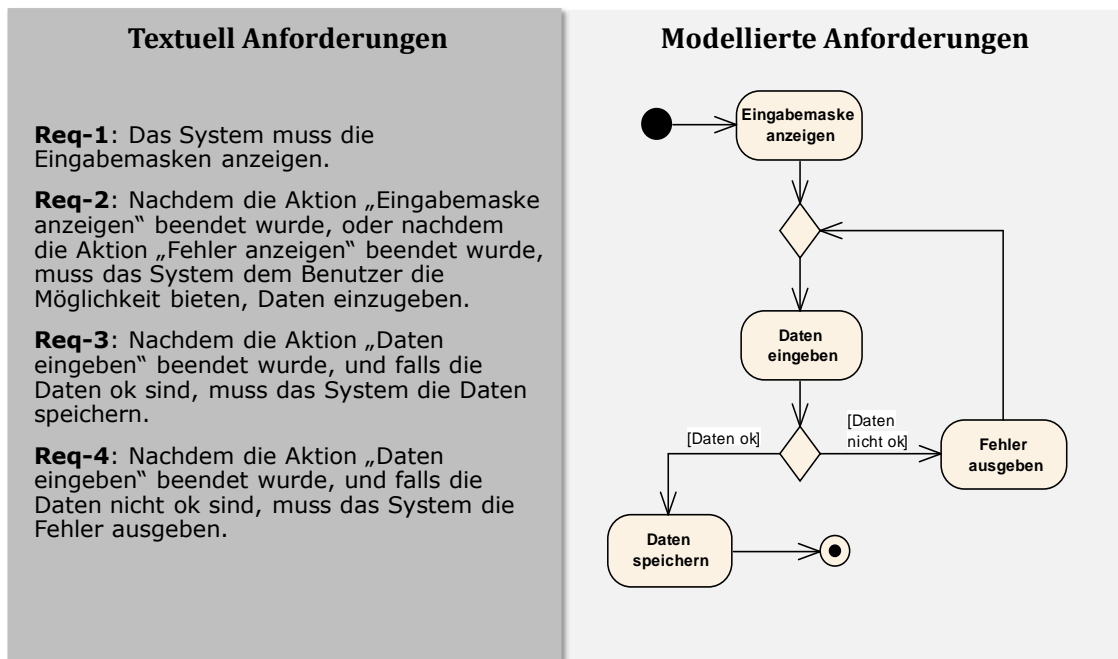 Textuell Anforderungen
Req-1: Das System muss die
Eingabemasken anzeigen.
Req-2: Nachdem die Aktion „Eingabemaske
anzeigen“ beendet wurde, oder nachdem
die Aktion „Fehler anzeigen“ beendet wurde,
muss das System dem Benutzer die
Möglichkeit bieten, Daten einzugeben.
Req-3: Nachdem die Aktion „Daten
eingeben“ beendet wurde, und falls die
Daten ok sind, muss das System die Daten
speichern.
Req-4: Nachdem die Aktion „Daten
eingeben“ beendet wurde, und falls die
Daten nicht ok sind, muss das System die
Fehler ausgeben.
Modellierte Anforderungen
Eingabemaske
anzeigen
Daten
eingeben
[Daten ok]
[Daten
nicht ok]
Fehler
ausgeben
Daten
speichern